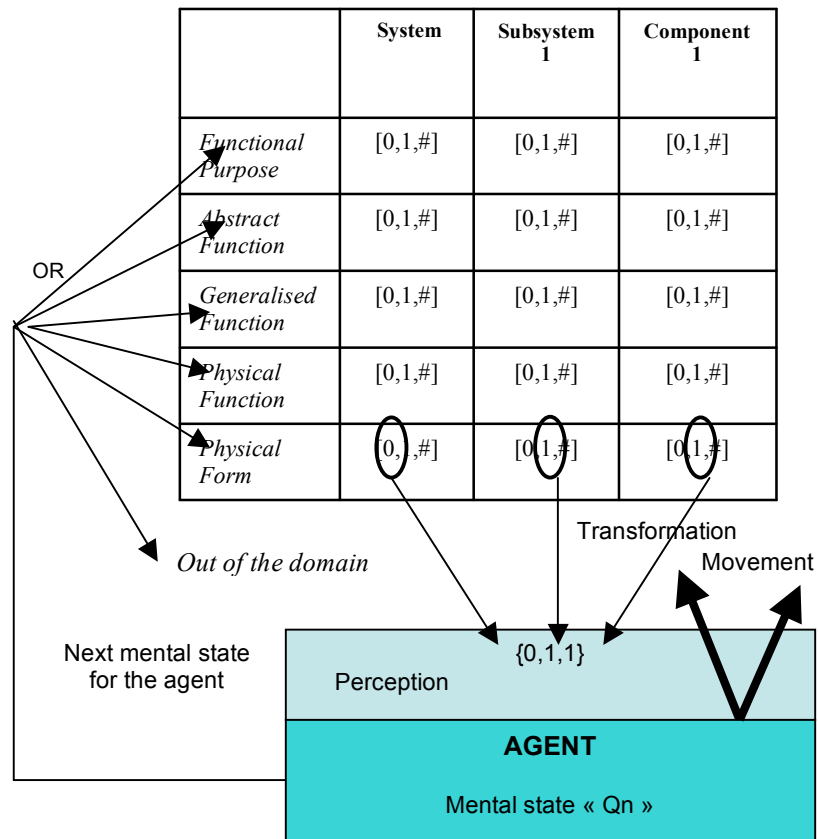 System Subsystem Component
1 1
Functional [0,1,#] [0,1,#] [0,1,#]
Purpose
Abstract [0,1,#] [0,1,#] [0,1,#]
Function
OR
Generalised [0,1,#] [0,1,#] [0,1,#]
Function
Physical [0,1,#] [0,1,#] [0,1,#]
Function
Physical [0,1,#] [0,1,#] [0,1,#]
Form
Transformation
Out of the domain
Movement
Next mental state
for the agent
{0,1,1}
Perception
AGENT
Mental state « Qn »